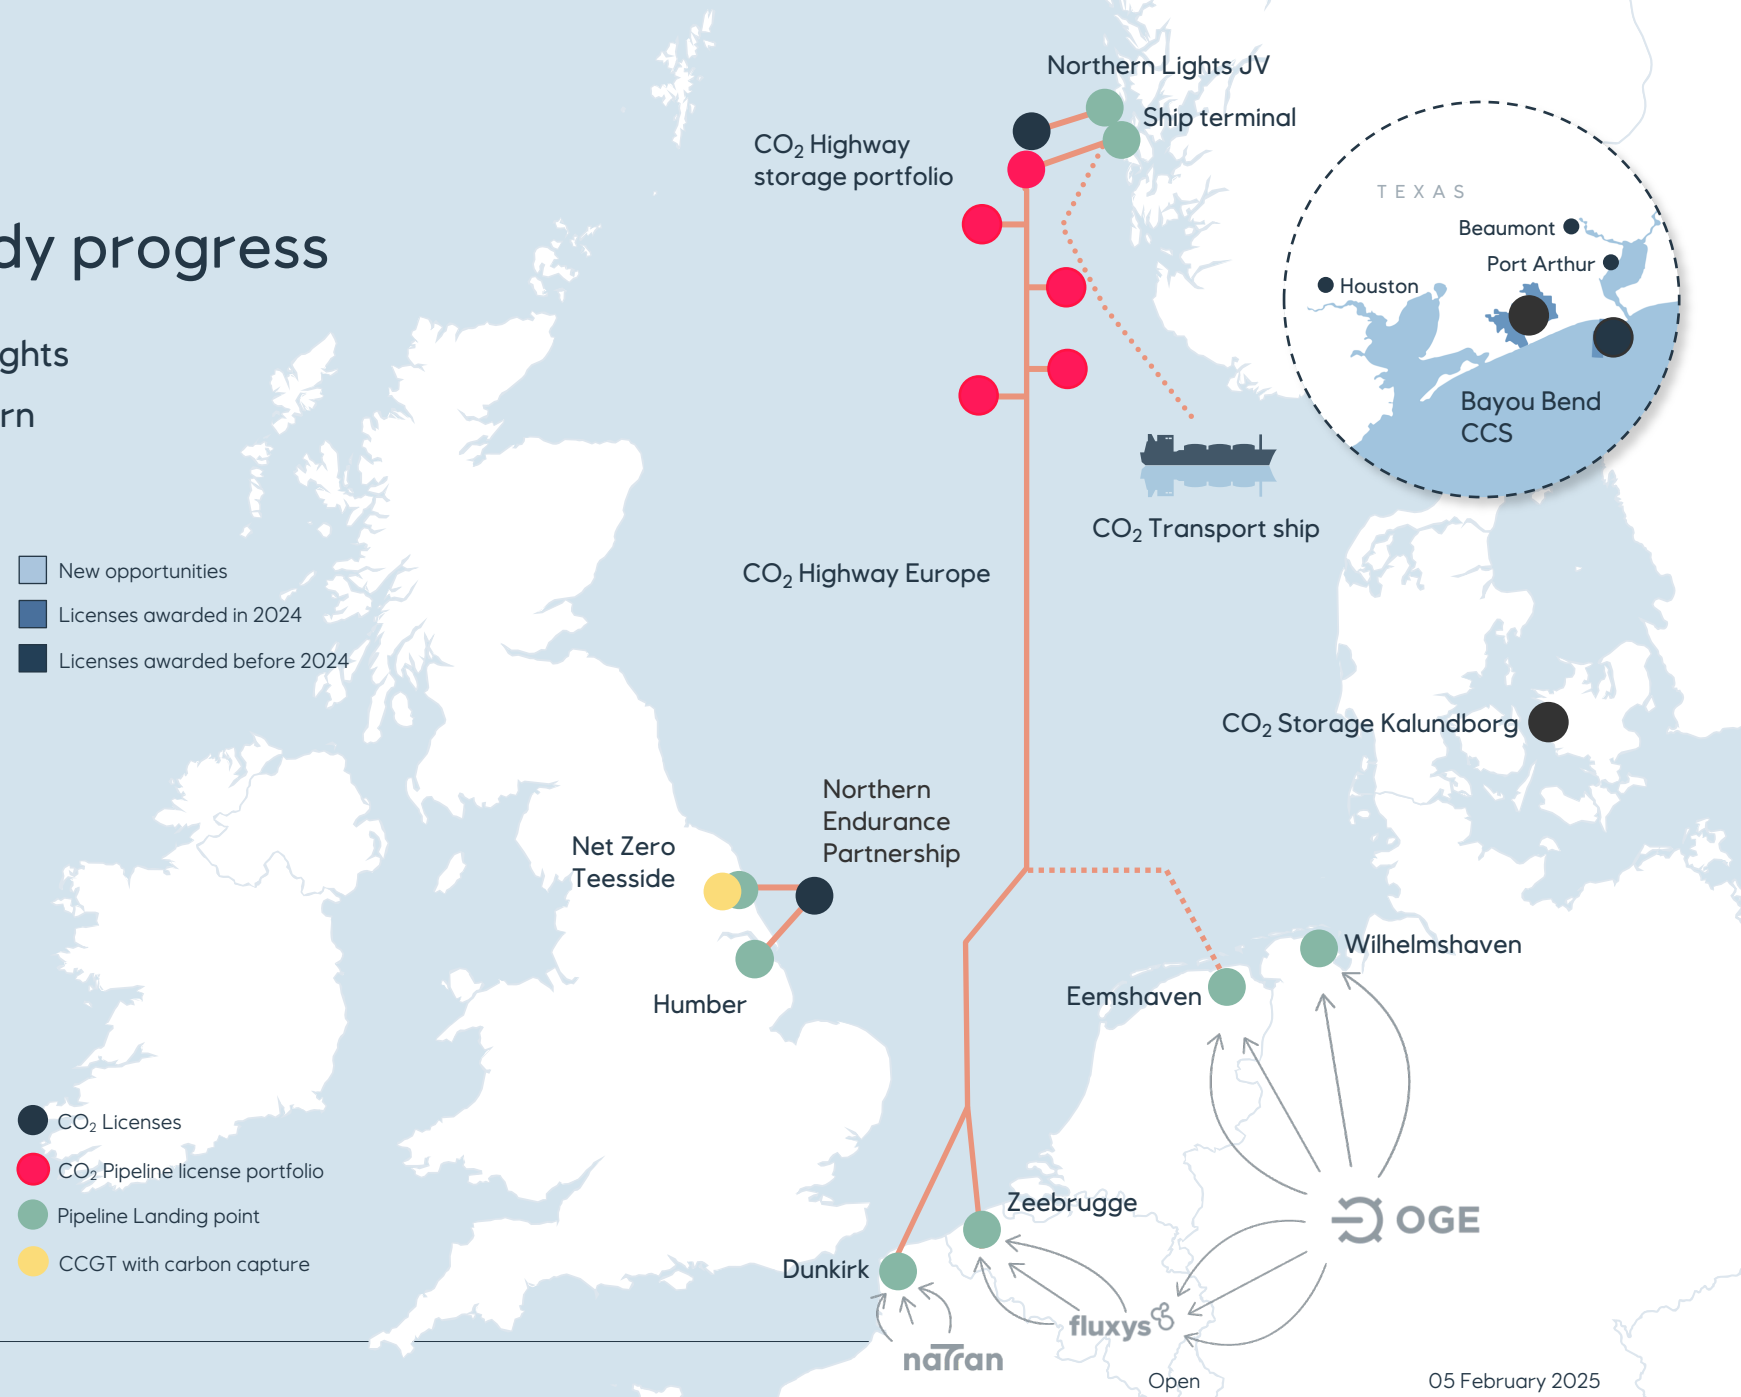 Northern Lights JV
Ship terminal
CO₂ Highway
storage portfolio
TEXAS
Beaumont
Port Arthur
Houston
Bayou Bend
CCS
dy progress
ghts
rn
CO₂ Transport ship
CO₂ Highway Europe
New opportunities
Licenses awarded in 2024
Licenses awarded before 2024
CO₂ Storage Kalundborg
Northern
Endurance
Partnership
Net Zero
Teesside
Humber
Wilhelmshaven
Eemshaven
CO₂ Licenses
CO₂ Pipeline license portfolio
Pipeline Landing point
CCGT with carbon capture
Zeebrugge
OGE
Dunkirk
fluxys
naTran
Open
05 February 2025